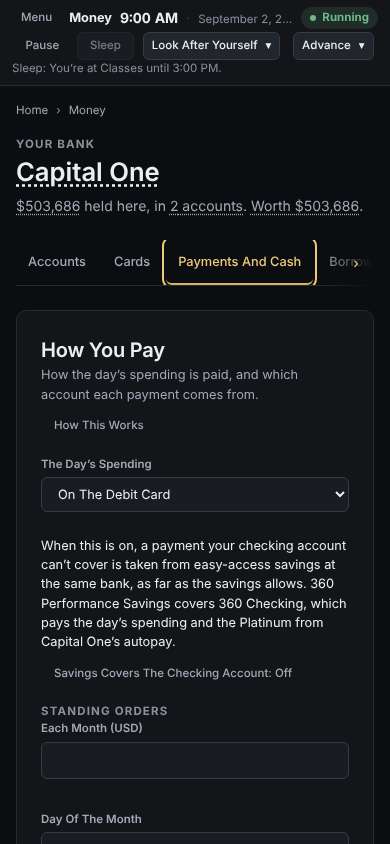 Menu Money 9:00 AM · September 2, 2... Running
Pause Sleep Look After Yourself ▾ Advance ▾
Sleep: You’re at Classes until 3:00 PM.
Home › Money
YOUR BANK
Capital One
$503,686 held here, in 2 accounts. Worth $503,686.
Accounts Cards Payments And Cash Borrow ›
How You Pay
How the day’s spending is paid, and which
account each payment comes from.
How This Works
The Day’s Spending
On The Debit Card
When this is on, a payment your checking account
can’t cover is taken from easy-access savings at
the same bank, as far as the savings allows. 360
Performance Savings covers 360 Checking, which
pays the day’s spending and the Platinum from
Capital One’s autopay.
Savings Covers The Checking Account: Off
STANDING ORDERS
Each Month (USD)
Day Of The Month